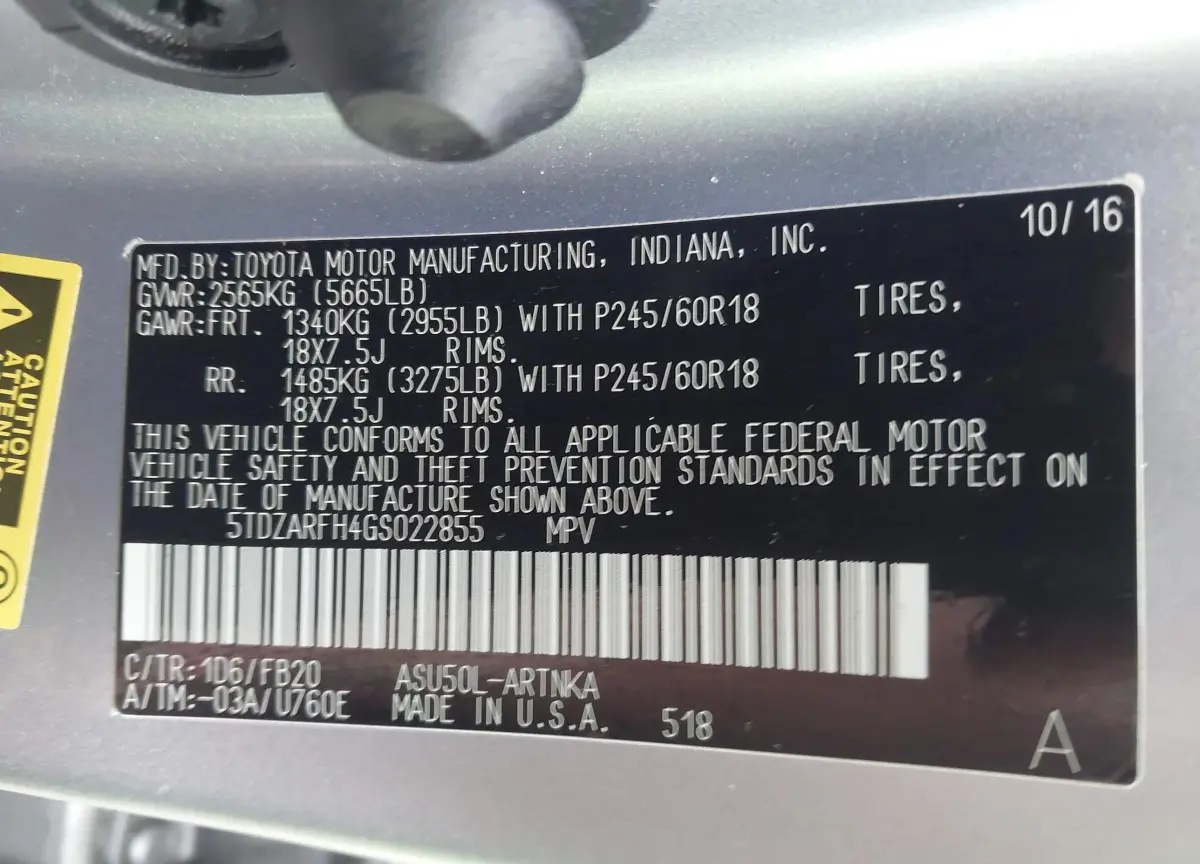 10/16
MFD.BY:TOYOTA MOTOR MANUFACTURING, INDIANA, INC.
GVWR:2565KG (5665LB)
GAWR:FRT. 1340KG (2955LB) WITH P245/60R18 TIRES,
18X7.5J RIMS.
RR. 1485KG (3275LB) WITH P245/60R18 TIRES,
18X7.5J RIMS.
THIS VEHICLE CONFORMS TO ALL APPLICABLE FEDERAL MOTOR
VEHICLE SAFETY AND THEFT PREVENTION STANDARDS IN EFFECT ON
THE DATE OF MANUFACTURE SHOWN ABOVE.
5TDZARFH4GS022855 MPV
C/TR:1D6/FB20 ASU50L-ARTNKA
A/TM:-03A/U760E MADE IN U.S.A. 518
A
CAUTION